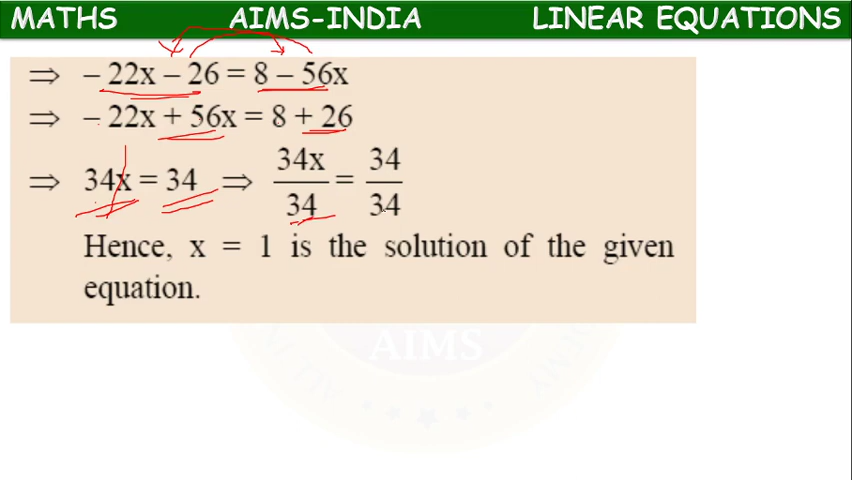 MATHS AIMS-INDIA LINEAR EQUATIONS
⇒ – 22x – 26 = 8 – 56x
⇒ – 22x + 56x = 8 + 26
⇒ 34x = 34 ⇒ 34x/34 = 34/34
Hence, x = 1 is the solution of the given
equation.
AIMS